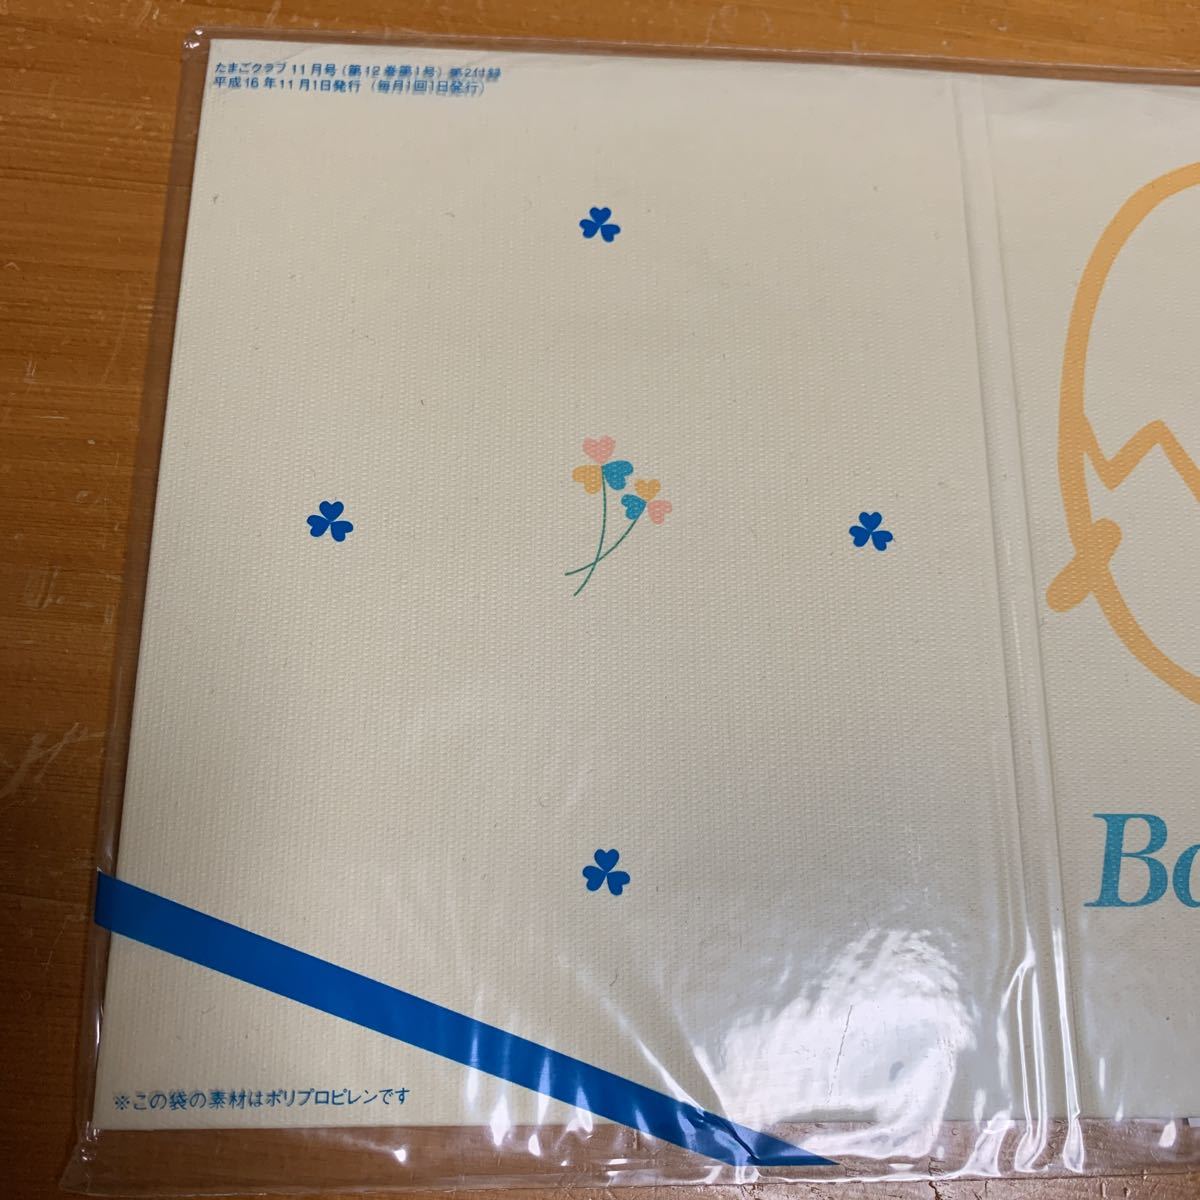 たまごクラブ 11月号(第12巻第1号) 第2付録
平成16年11月1日発行 (毎月1回1日発行)
※この袋の素材はポリプロピレンです